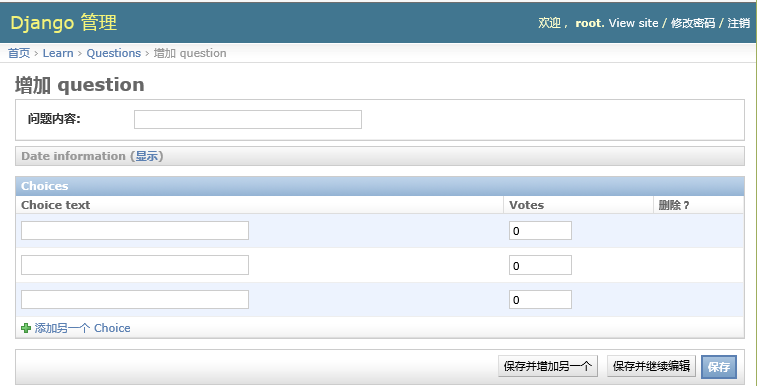 Django 管理
欢迎， root. View site / 修改密码 / 注销
首页 › Learn › Questions › 增加 question
增加 question
问题内容:
Date information (显示)
Choices
Choice text Votes 删除？
0
0
0
添加另一个 Choice
保存并增加另一个 保存并继续编辑 保存